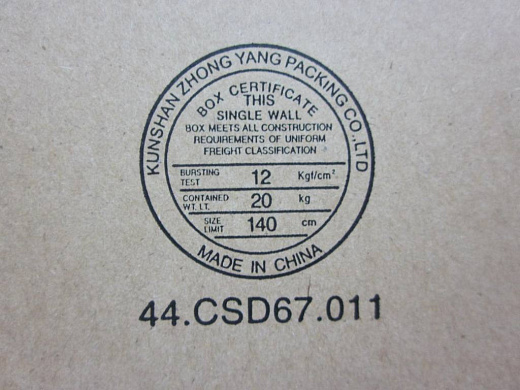 KUNSHAN ZHONG YANG PACKING CO.,LTD
BOX CERTIFICATE
THIS
SINGLE WALL
BOX MEETS ALL CONSTRUCTION
REQUIREMENTS OF UNIFORM
FREIGHT CLASSIFICATION
BURSTING TEST 12 Kgf/cm²
CONTAINED WT. LT. 20 kg
SIZE LIMIT 140 cm
MADE IN CHINA
44.CSD67.011